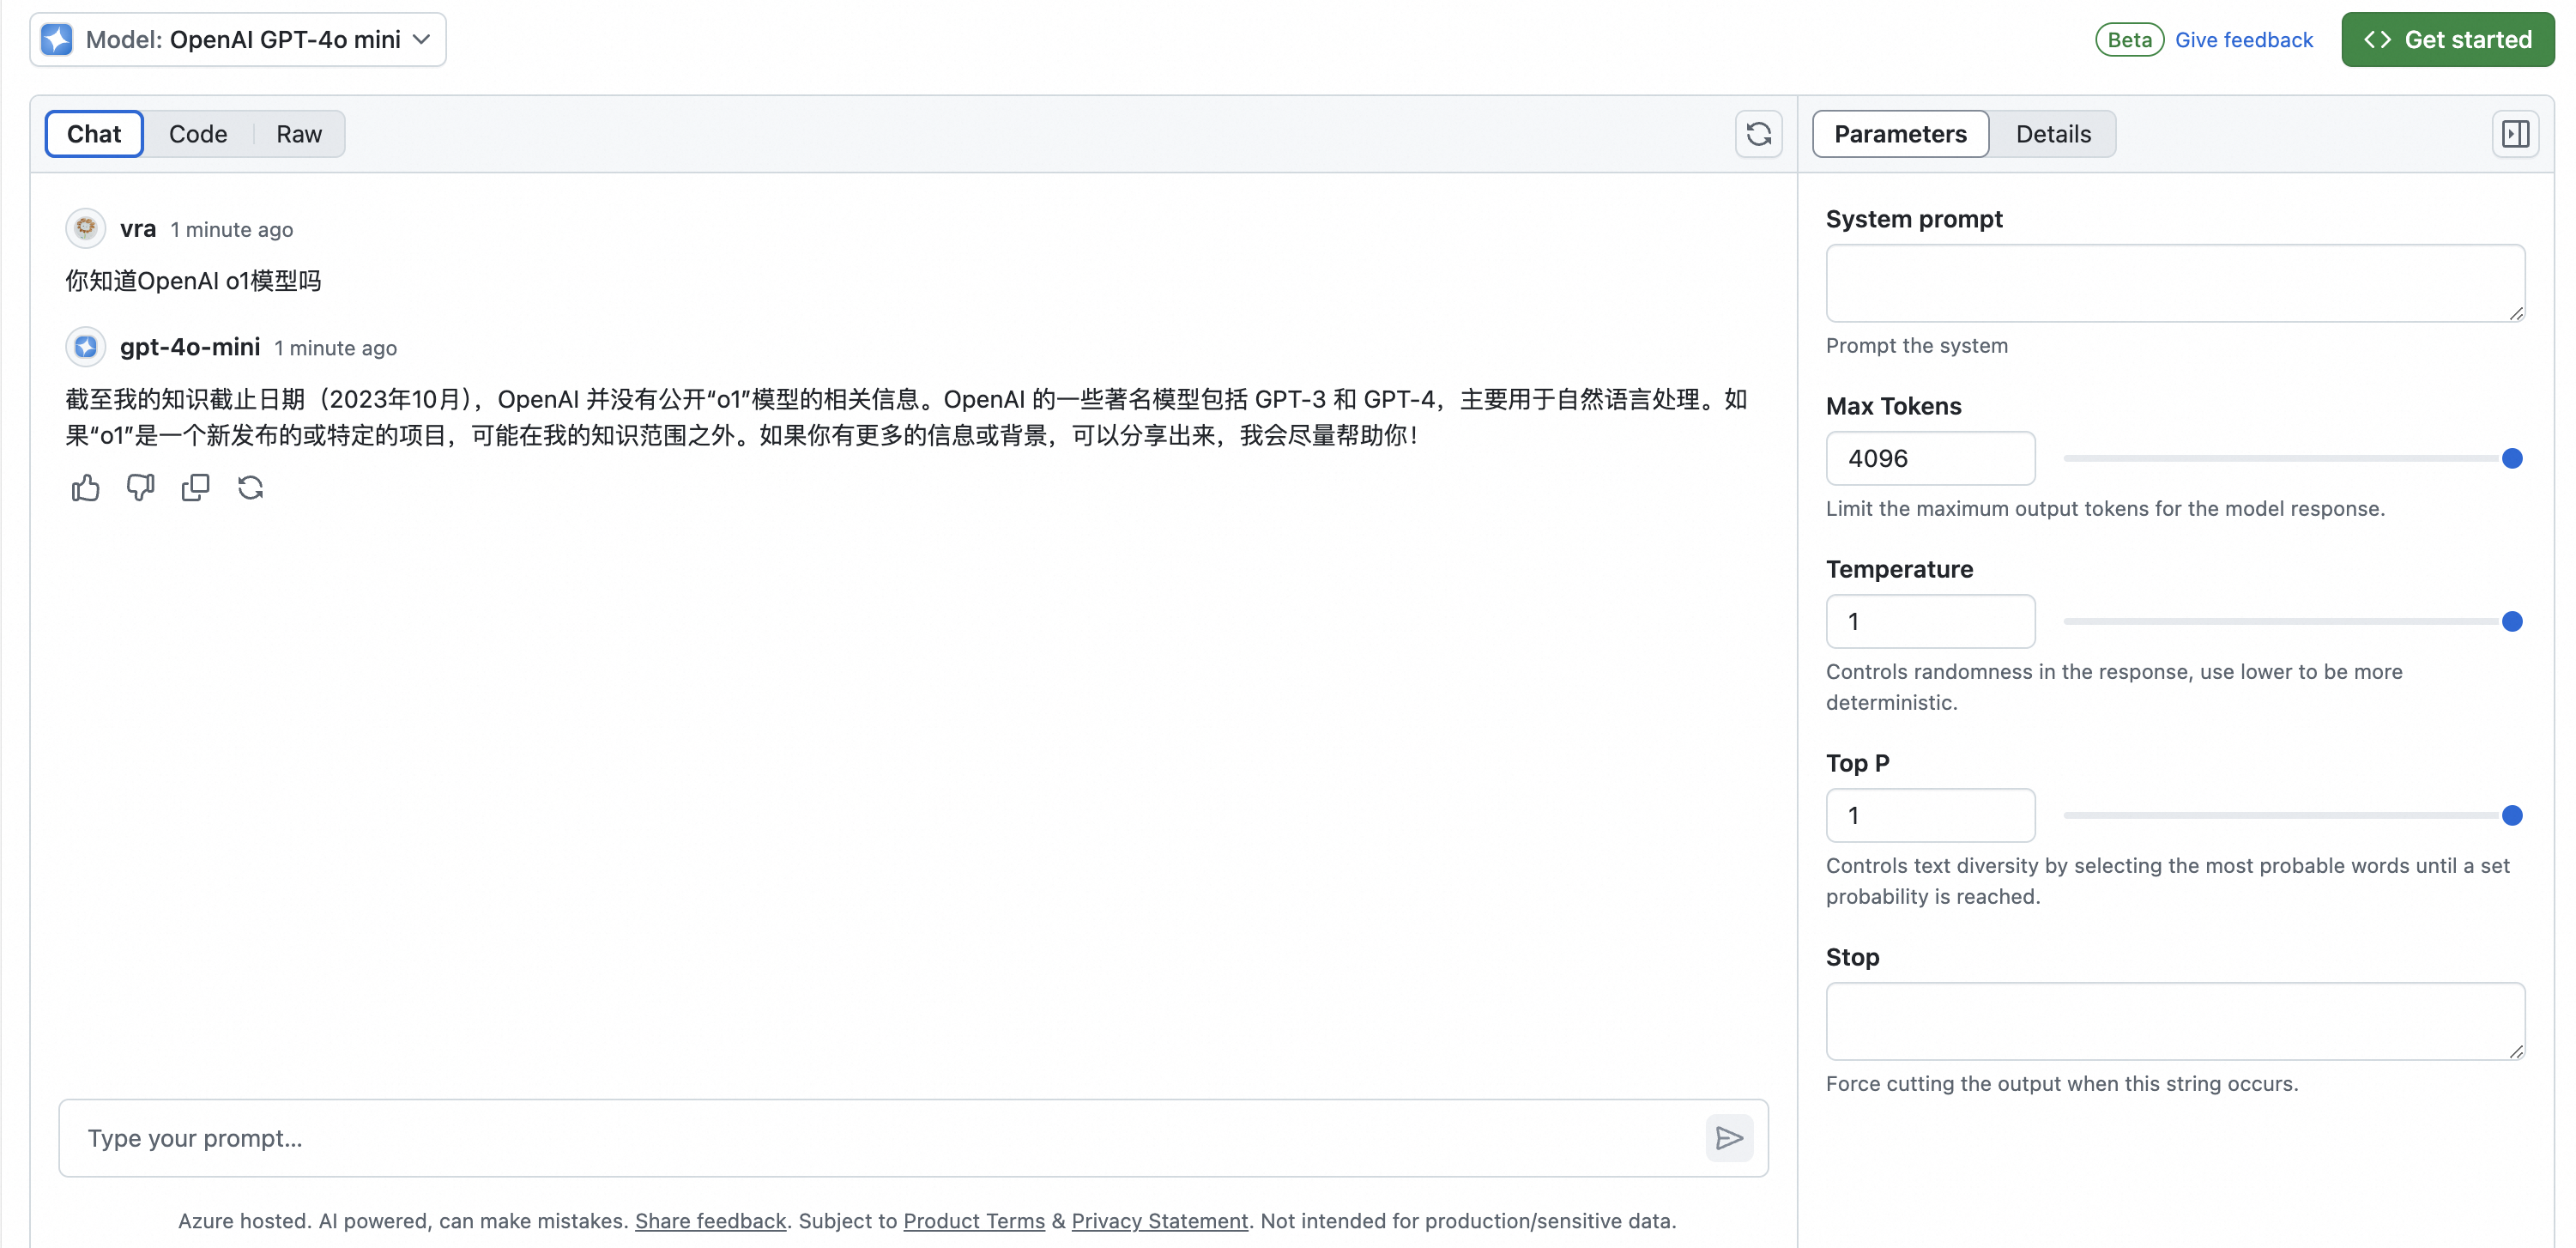 Model: OpenAI GPT-4o mini
Beta Give feedback
Get started
Chat Code Raw
Parameters Details
vra 1 minute ago
你知道OpenAI o1模型吗
gpt-4o-mini 1 minute ago
截至我的知识截止日期（2023年10月），OpenAI 并没有公开“o1”模型的相关信息。OpenAI 的一些著名模型包括 GPT-3 和 GPT-4，主要用于自然语言处理。如
果“o1”是一个新发布的或特定的项目，可能在我的知识范围之外。如果你有更多的信息或背景，可以分享出来，我会尽量帮助你！
Type your prompt...
Azure hosted. AI powered, can make mistakes. Share feedback. Subject to Product Terms & Privacy Statement. Not intended for production/sensitive data.
System prompt
Prompt the system
Max Tokens
4096
Limit the maximum output tokens for the model response.
Temperature
1
Controls randomness in the response, use lower to be more
deterministic.
Top P
1
Controls text diversity by selecting the most probable words until a set
probability is reached.
Stop
Force cutting the output when this string occurs.